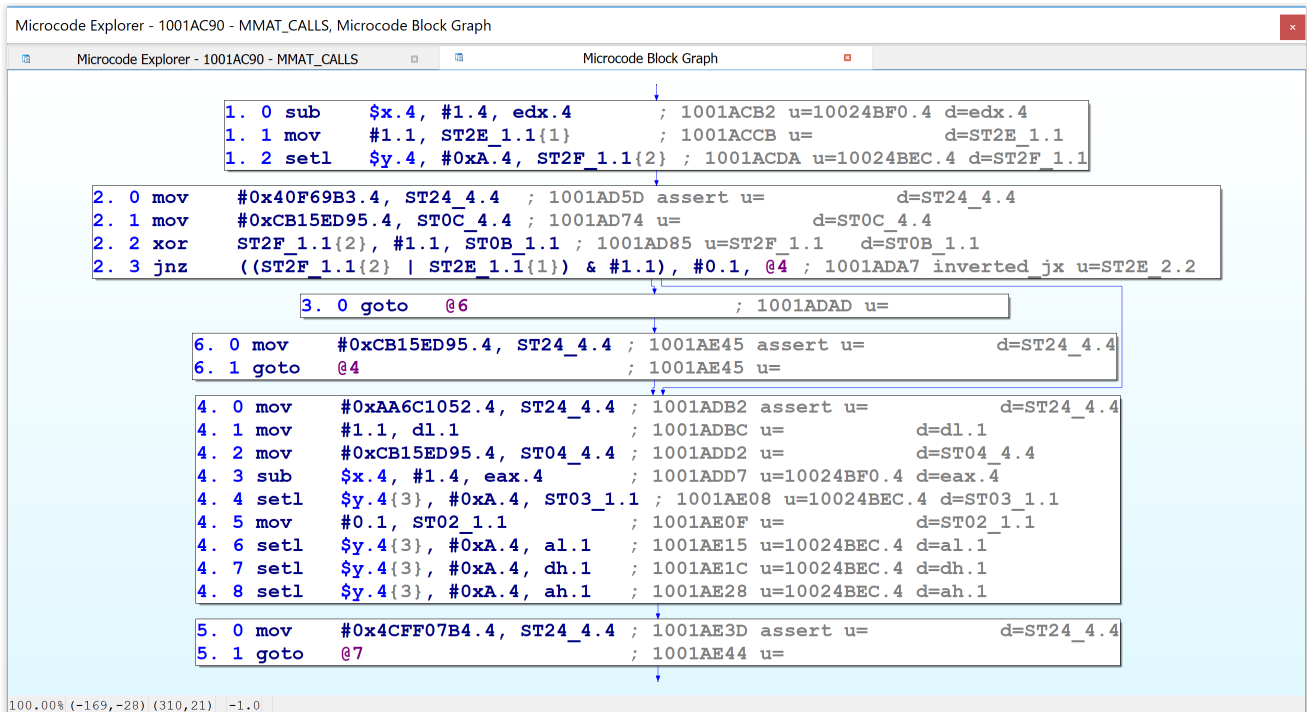 Microcode Explorer - 1001AC90 - MMAT_CALLS, Microcode Block Graph
Microcode Explorer - 1001AC90 - MMAT_CALLS Microcode Block Graph
1. 0 sub $x.4, #1.4, edx.4 ; 1001ACB2 u=10024BF0.4 d=edx.4
1. 1 mov #1.1, ST2E_1.1{1} ; 1001ACCB u= d=ST2E_1.1
1. 2 setl $y.4, #0xA.4, ST2F_1.1{2} ; 1001ACDA u=10024BEC.4 d=ST2F_1.1
2. 0 mov #0x40F69B3.4, ST24_4.4 ; 1001AD5D assert u= d=ST24_4.4
2. 1 mov #0xCB15ED95.4, ST0C_4.4 ; 1001AD74 u= d=ST0C_4.4
2. 2 xor ST2F_1.1{2}, #1.1, ST0B_1.1 ; 1001AD85 u=ST2F_1.1 d=ST0B_1.1
2. 3 jnz ((ST2F_1.1{2} | ST2E_1.1{1}) & #1.1), #0.1, @4 ; 1001ADA7 inverted_jx u=ST2E_2.2
3. 0 goto @6 ; 1001ADAD u=
6. 0 mov #0xCB15ED95.4, ST24_4.4 ; 1001AE45 assert u= d=ST24_4.4
6. 1 goto @4 ; 1001AE45 u=
4. 0 mov #0xAA6C1052.4, ST24_4.4 ; 1001ADB2 assert u= d=ST24_4.4
4. 1 mov #1.1, dl.1 ; 1001ADBC u= d=dl.1
4. 2 mov #0xCB15ED95.4, ST04_4.4 ; 1001ADD2 u= d=ST04_4.4
4. 3 sub $x.4, #1.4, eax.4 ; 1001ADD7 u=10024BF0.4 d=eax.4
4. 4 setl $y.4{3}, #0xA.4, ST03_1.1 ; 1001AE08 u=10024BEC.4 d=ST03_1.1
4. 5 mov #0.1, ST02_1.1 ; 1001AE0F u= d=ST02_1.1
4. 6 setl $y.4{3}, #0xA.4, al.1 ; 1001AE15 u=10024BEC.4 d=al.1
4. 7 setl $y.4{3}, #0xA.4, dh.1 ; 1001AE1C u=10024BEC.4 d=dh.1
4. 8 setl $y.4{3}, #0xA.4, ah.1 ; 1001AE28 u=10024BEC.4 d=ah.1
5. 0 mov #0x4CFF07B4.4, ST24_4.4 ; 1001AE3D assert u= d=ST24_4.4
5. 1 goto @7 ; 1001AE44 u=
100.00% (-169,-28) (310,21) -1.0